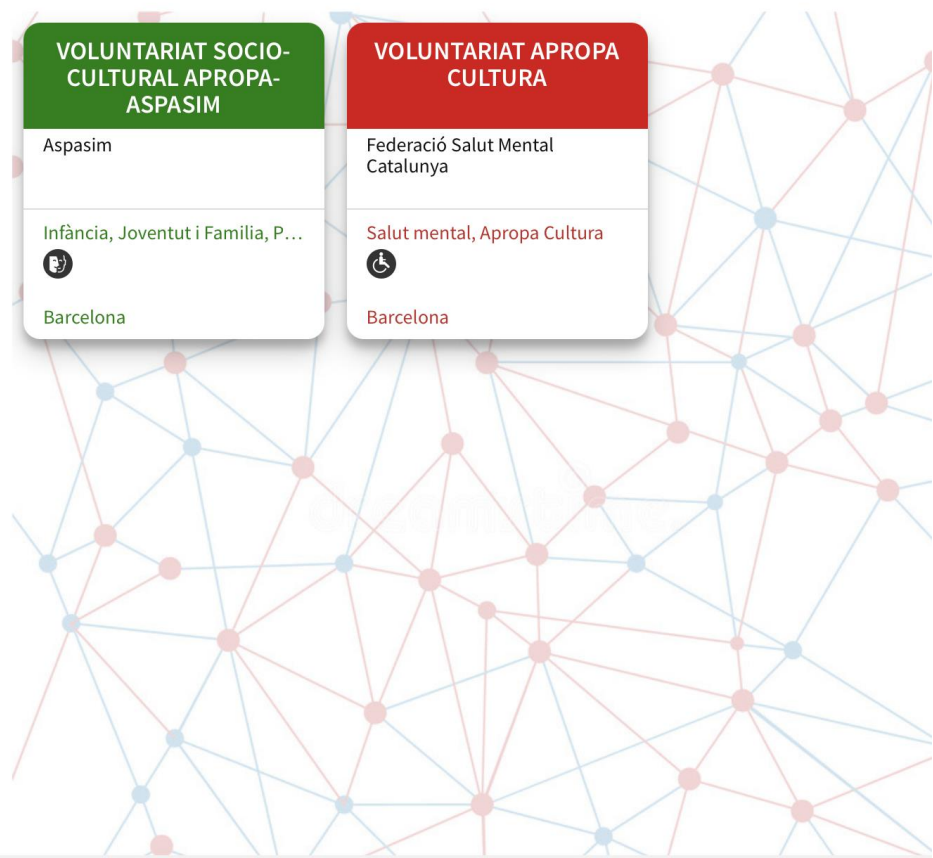 VOLUNTARIAT SOCIO-
CULTURAL APROPA-
ASPASIM
Aspasim
Infància, Joventut i Familia, P…
Barcelona
VOLUNTARIAT APROPA
CULTURA
Federació Salut Mental
Catalunya
Salut mental, Apropa Cultura
Barcelona